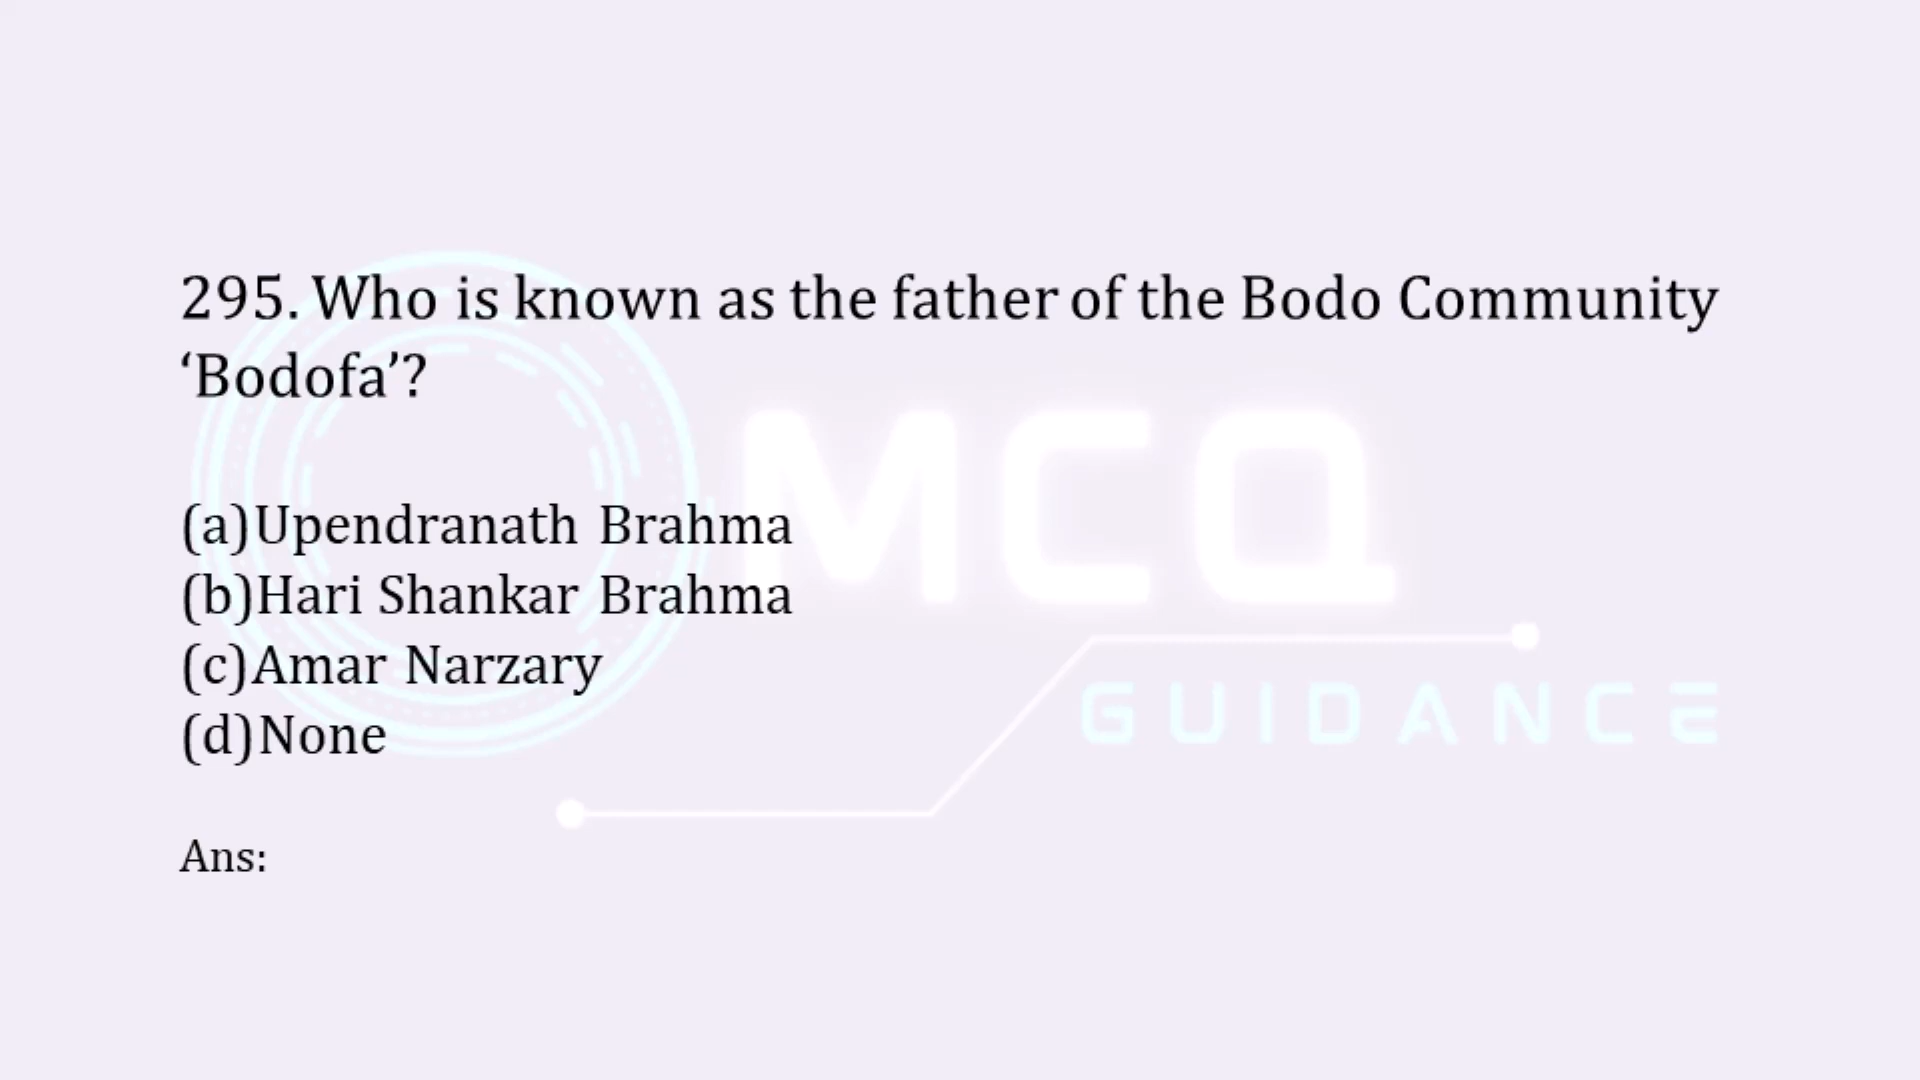 295. Who is known as the father of the Bodo Community
‘Bodofa’?
(a)Upendranath Brahma
(b)Hari Shankar Brahma
(c)Amar Narzary
(d)None
Ans:
MCQ
GUIDANCE